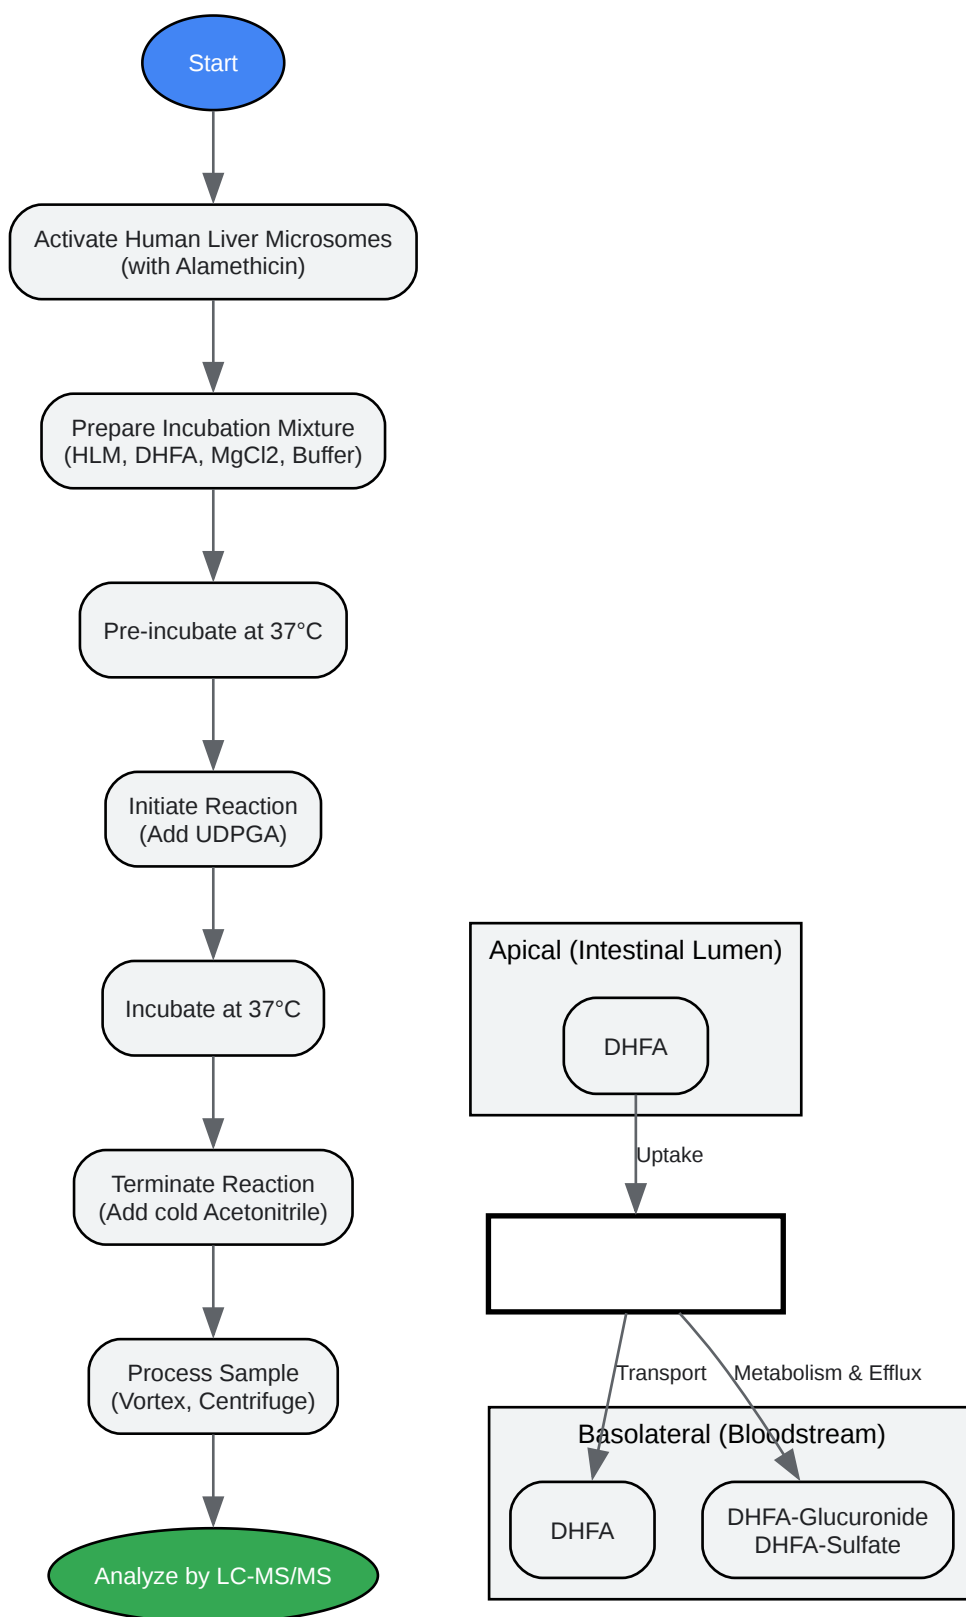 Start
Activate Human Liver Microsomes
(with Alamethicin)
Prepare Incubation Mixture
(HLM, DHFA, MgCl2, Buffer)
Pre-incubate at 37°C
Initiate Reaction
(Add UDPGA)
Incubate at 37°C
Terminate Reaction
(Add cold Acetonitrile)
Process Sample
(Vortex, Centrifuge)
Analyze by LC-MS/MS
Apical (Intestinal Lumen)
DHFA
Uptake
Transport
Metabolism & Efflux
Basolateral (Bloodstream)
DHFA
DHFA-Glucuronide
DHFA-Sulfate